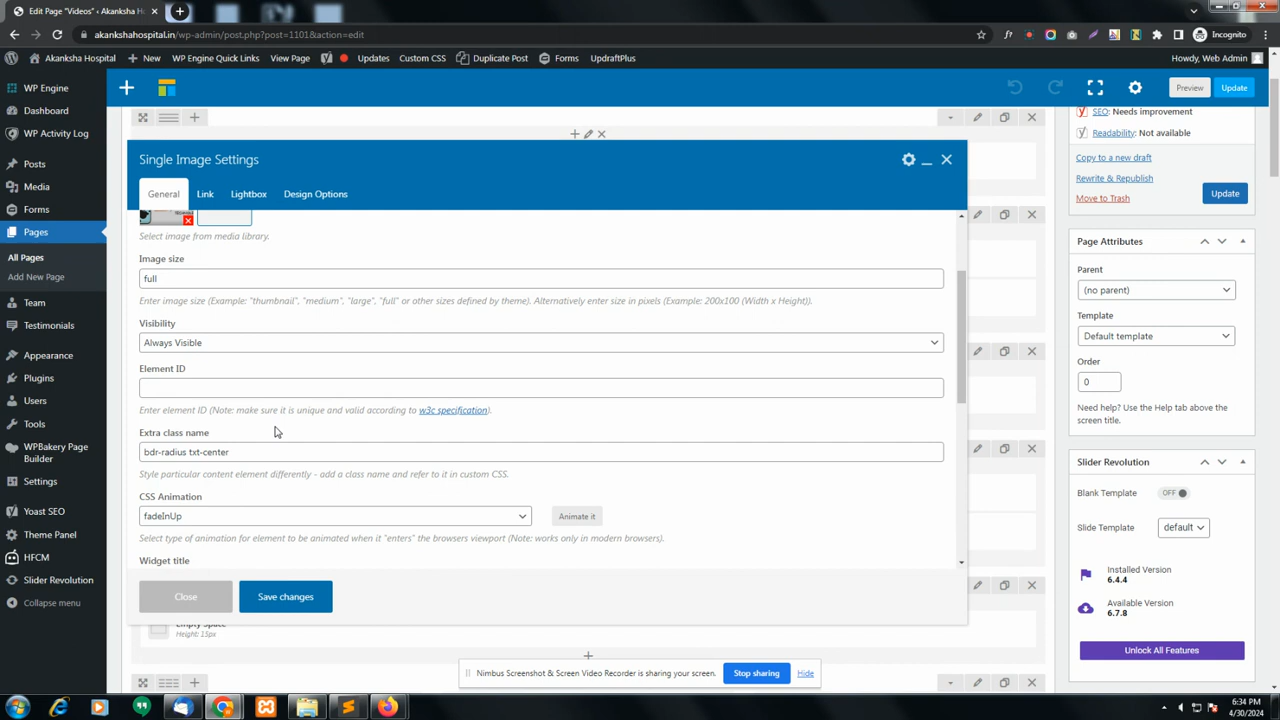 Edit Page "Videos" ‹ Akanksha H
akankshahospital.in/wp-admin/post.php?post=1101&action=edit
Incognito
Akanksha Hospital
New
WP Engine Quick Links
View Page
Updates
Custom CSS
Duplicate Post
Forms
UpdraftPlus
Howdy, Web Admin
WP Engine
Dashboard
WP Activity Log
Posts
Media
Forms
Pages
All Pages
Add New Page
Team
Testimonials
Appearance
Plugins
Users
Tools
WPBakery Page
Builder
Settings
Yoast SEO
Theme Panel
HFCM
Slider Revolution
Collapse menu
Preview
Update
Single Image Settings
General
Link
Lightbox
Design Options
Select image from media library.
Image size
full
Enter image size (Example: "thumbnail", "medium", "large", "full" or other sizes defined by theme). Alternatively enter size in pixels (Example: 200x100 (Width x Height)).
Visibility
Always Visible
Element ID
Enter element ID (Note: make sure it is unique and valid according to w3c specification).
Extra class name
bdr-radius txt-center
Style particular content element differently - add a class name and refer to it in custom CSS.
CSS Animation
fadeInUp
Animate it
Select type of animation for element to be animated when it "enters" the browsers viewport (Note: works only in modern browsers).
Widget title
Close
Save changes
Empty Space
Height: 15px
SEO: Needs improvement
Readability: Not available
Copy to a new draft
Rewrite & Republish
Move to Trash
Update
Page Attributes
Parent
(no parent)
Template
Default template
Order
0
Need help? Use the Help tab above the
screen title.
Slider Revolution
Blank Template
OFF
Slide Template
default
Installed Version
6.4.4
Available Version
6.7.8
Unlock All Features
Nimbus Screenshot & Screen Video Recorder is sharing your screen.
Stop sharing
Hide
6:34 PM
4/30/2024